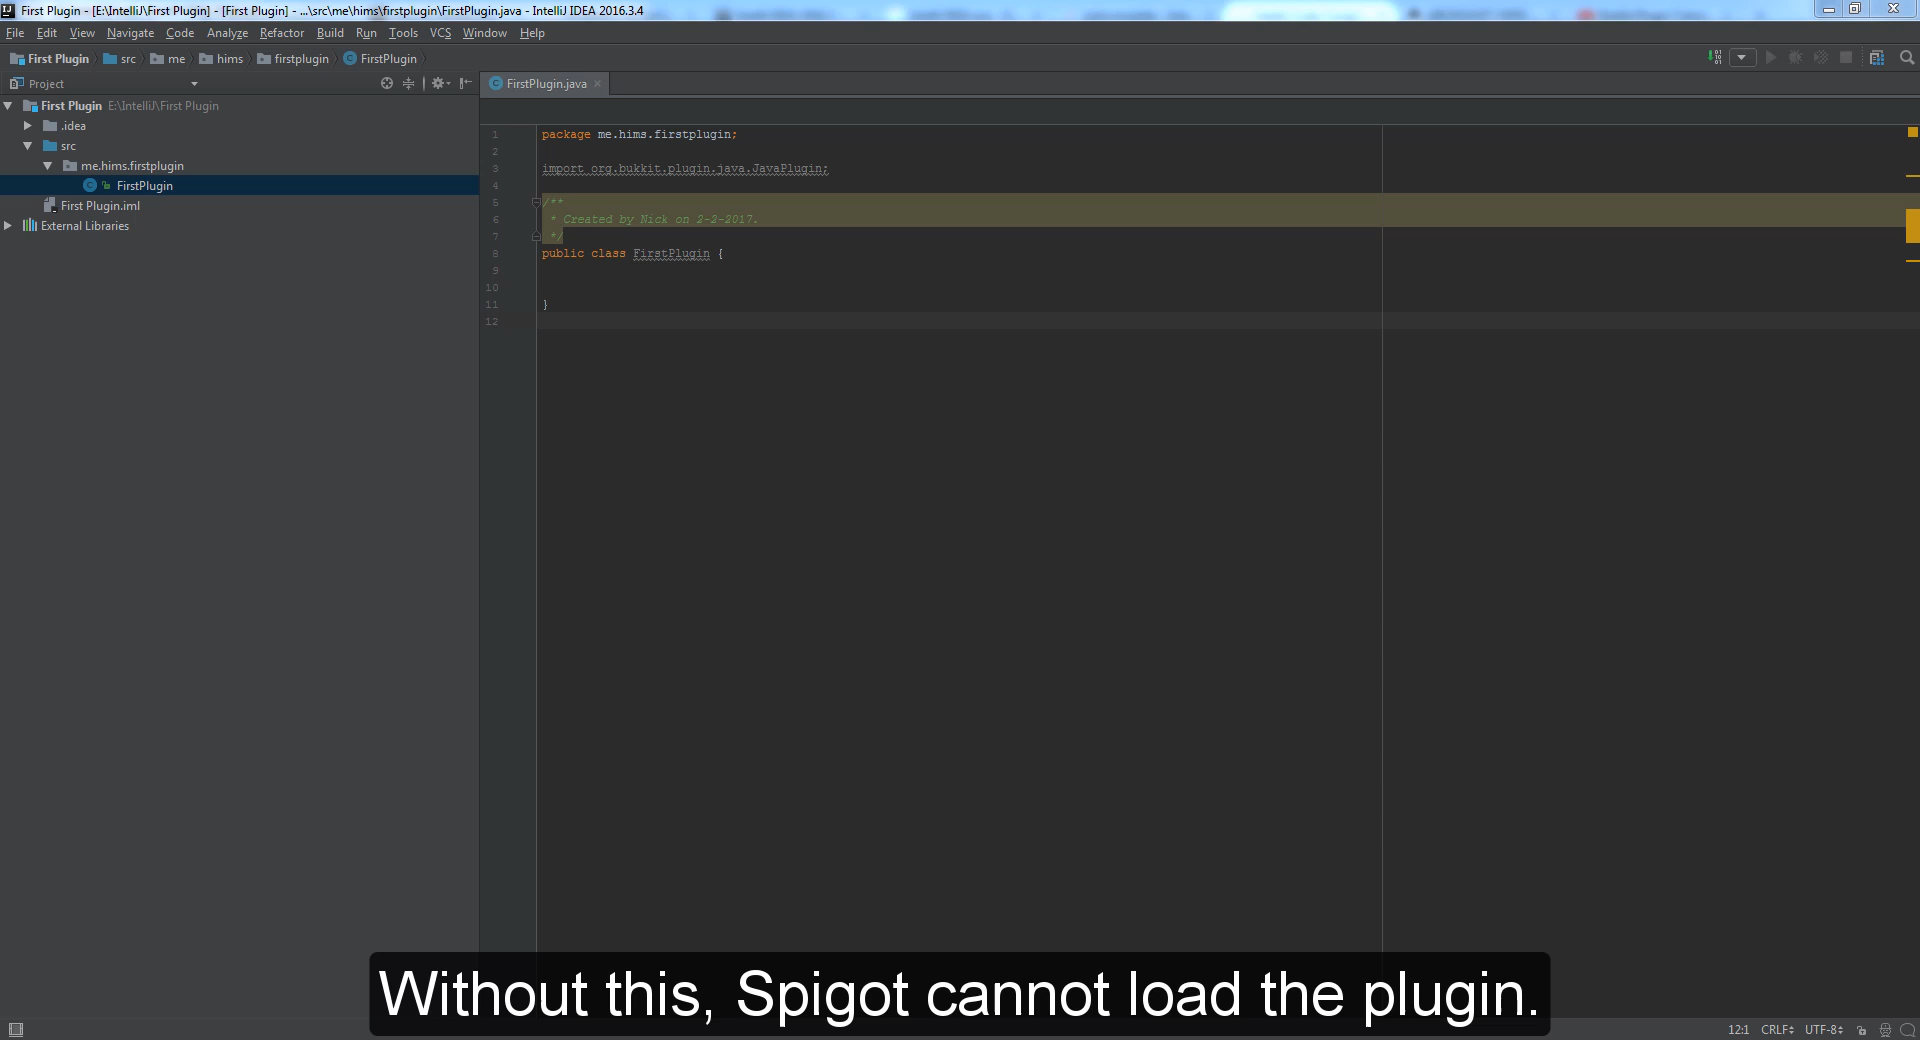 First Plugin - [E:\IntelliJ\First Plugin] - [First Plugin] - ...\src\me\hims\firstplugin\FirstPlugin.java - IntelliJ IDEA 2016.3.4
File Edit View Navigate Code Analyze Refactor Build Run Tools VCS Window Help
First Plugin src me hims firstplugin FirstPlugin
Project
FirstPlugin.java
First Plugin E:\IntelliJ\First Plugin
.idea
src
me.hims.firstplugin
FirstPlugin
First Plugin.iml
External Libraries
1 package me.hims.firstplugin;
2
3 import org.bukkit.plugin.java.JavaPlugin;
4
5 /**
6 * Created by Nick on 2-2-2017.
7 */
8 public class FirstPlugin {
9
10
11 }
12
Without this, Spigot cannot load the plugin.
12:1 CRLF UTF-8